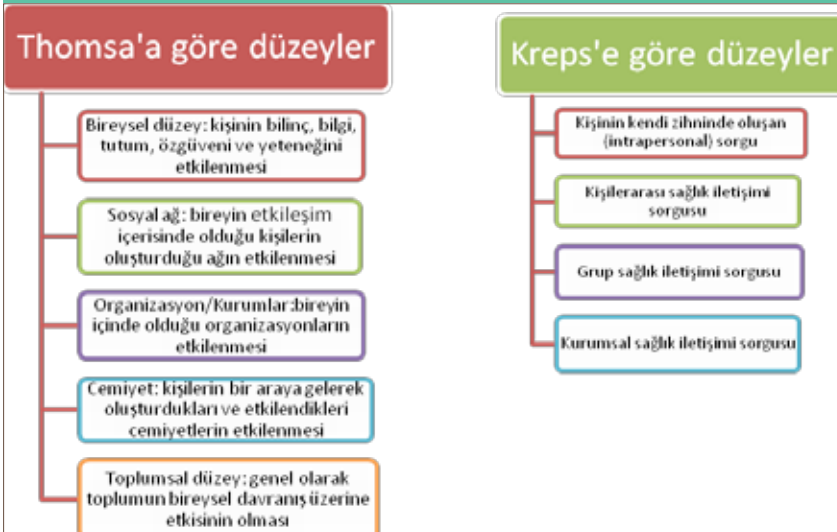 Thomsa'a göre düzeyler
Bireysel düzey: kişinin bilinç, bilgi,
tutum, özgüveni ve yeteneğini
etkilenmesi
Sosyal ağ: bireyin etkileşim
içerisinde olduğu kişilerin
oluşturduğu ağın etkilenmesi
Organizasyon/Kurumlar:bireyin
içinde olduğu organizasyonların
etkilenmesi
Cemiyet: kişilerin bir araya gelerek
oluşturdukları ve etkilendikleri
cemiyetlerin etkilenmesi
Toplumsal düzey: genel olarak
toplumun bireysel davranış üzerine
etkisinin olması
Kreps'e göre düzeyler
Kişinin kendi zihninde oluşan
(intrapersonal) sorgu
Kişilerarası sağlık iletişimi
sorgusu
Grup sağlık iletişimi sorgusu
Kurumsal sağlık iletişimi sorgusu